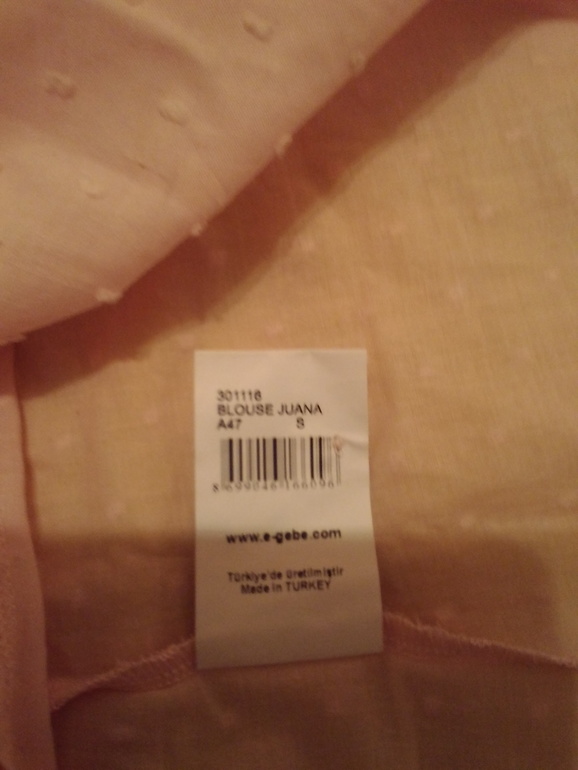 301116
BLOUSE JUANA
A47 S
www.e-gebe.com
Türkiye'de üretilmiştir
Made in TURKEY